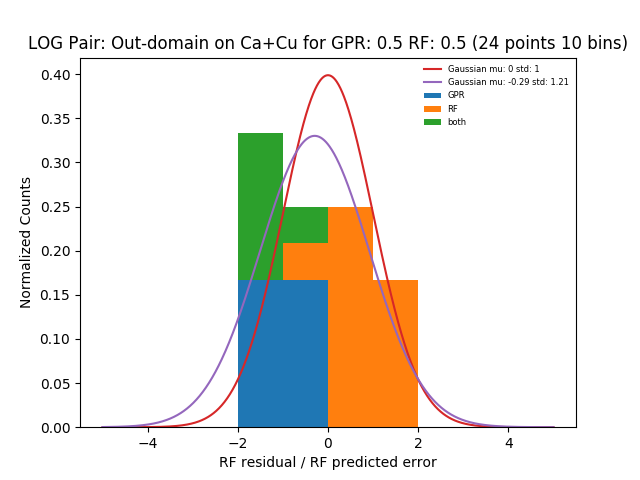 LOG Pair: Out-domain on Ca+Cu for GPR: 0.5 RF: 0.5 (24 points 10 bins)
Gaussian mu: 0 std: 1
Gaussian mu: -0.29 std: 1.21
GPR
RF
both
Normalized Counts
0.40
0.35
0.30
0.25
0.20
0.15
0.10
0.05
0.00
−4 −2 0 2 4
RF residual / RF predicted error